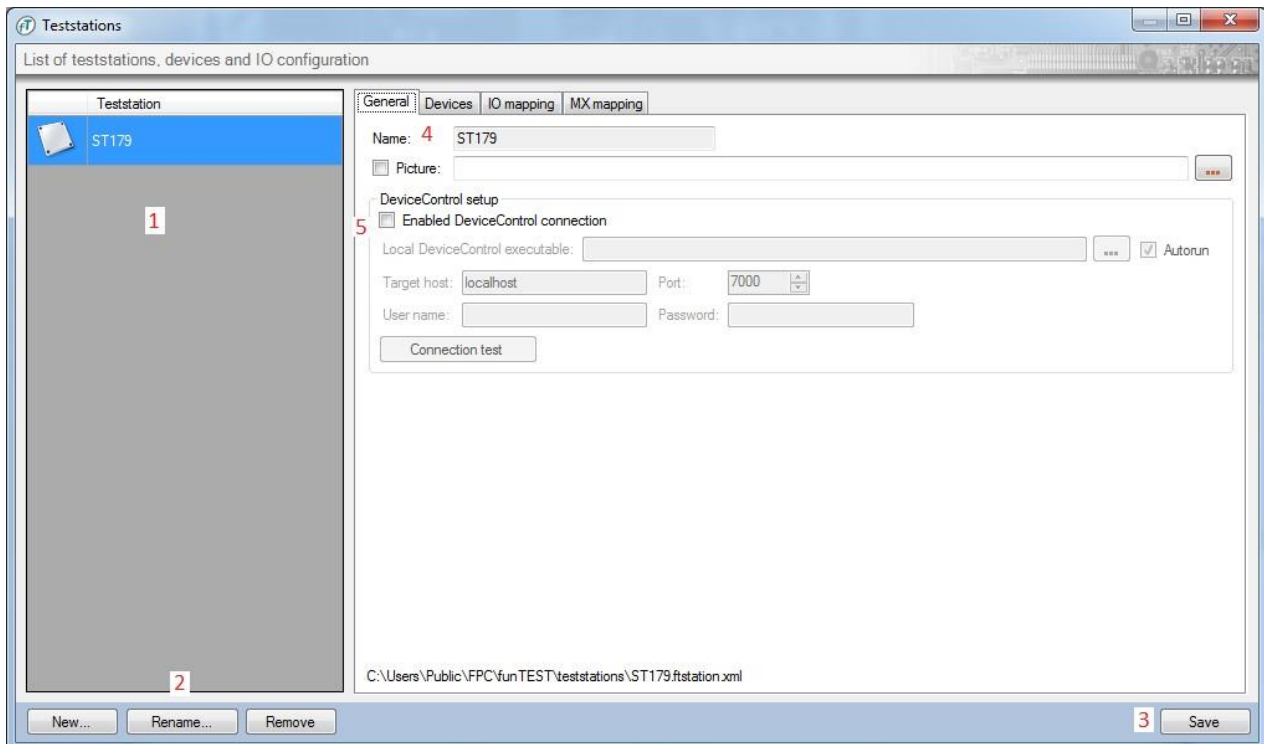 Teststations
List of teststations, devices and IO configuration
Teststation
ST179
1
2
New... Rename... Remove
General Devices IO mapping MX mapping
Name: 4 ST179
Picture: ...
DeviceControl setup
5 Enabled DeviceControl connection
Local DeviceControl executable: ... Autorun
Target host: localhost Port: 7000
User name: Password:
Connection test
C:\Users\Public\FPC\funTEST\teststations\ST179.ftstation.xml
3 Save